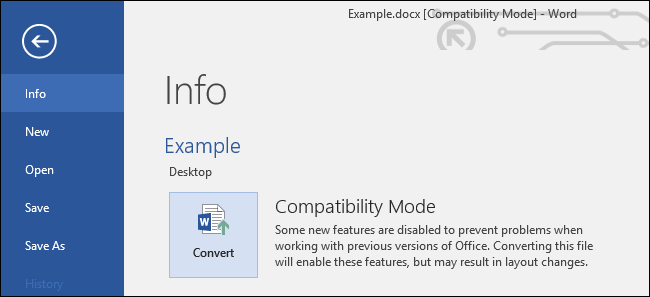 Example.docx [Compatibility Mode] - Word
Info
New
Open
Save
Save As
History
Info
Example
Desktop
W
Convert
Compatibility Mode
Some new features are disabled to prevent problems when
working with previous versions of Office. Converting this file
will enable these features, but may result in layout changes.